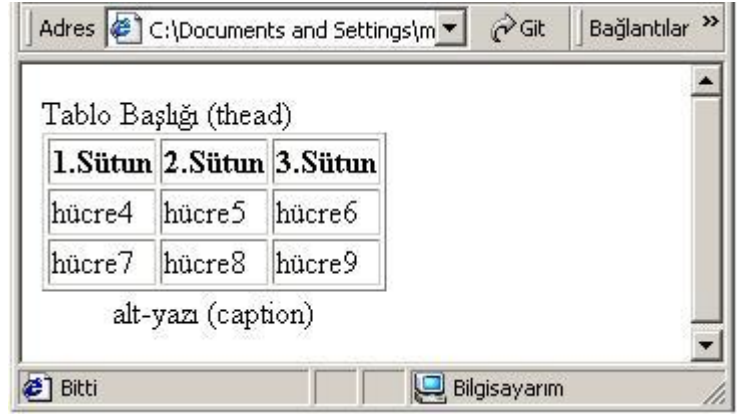 Adres C:\Documents and Settings\m Git Bağlantılar »
Tablo Başlığı (thead)
1.Sütun 2.Sütun 3.Sütun
hücre4 hücre5 hücre6
hücre7 hücre8 hücre9
alt-yazı (caption)
Bitti Bilgisayarım